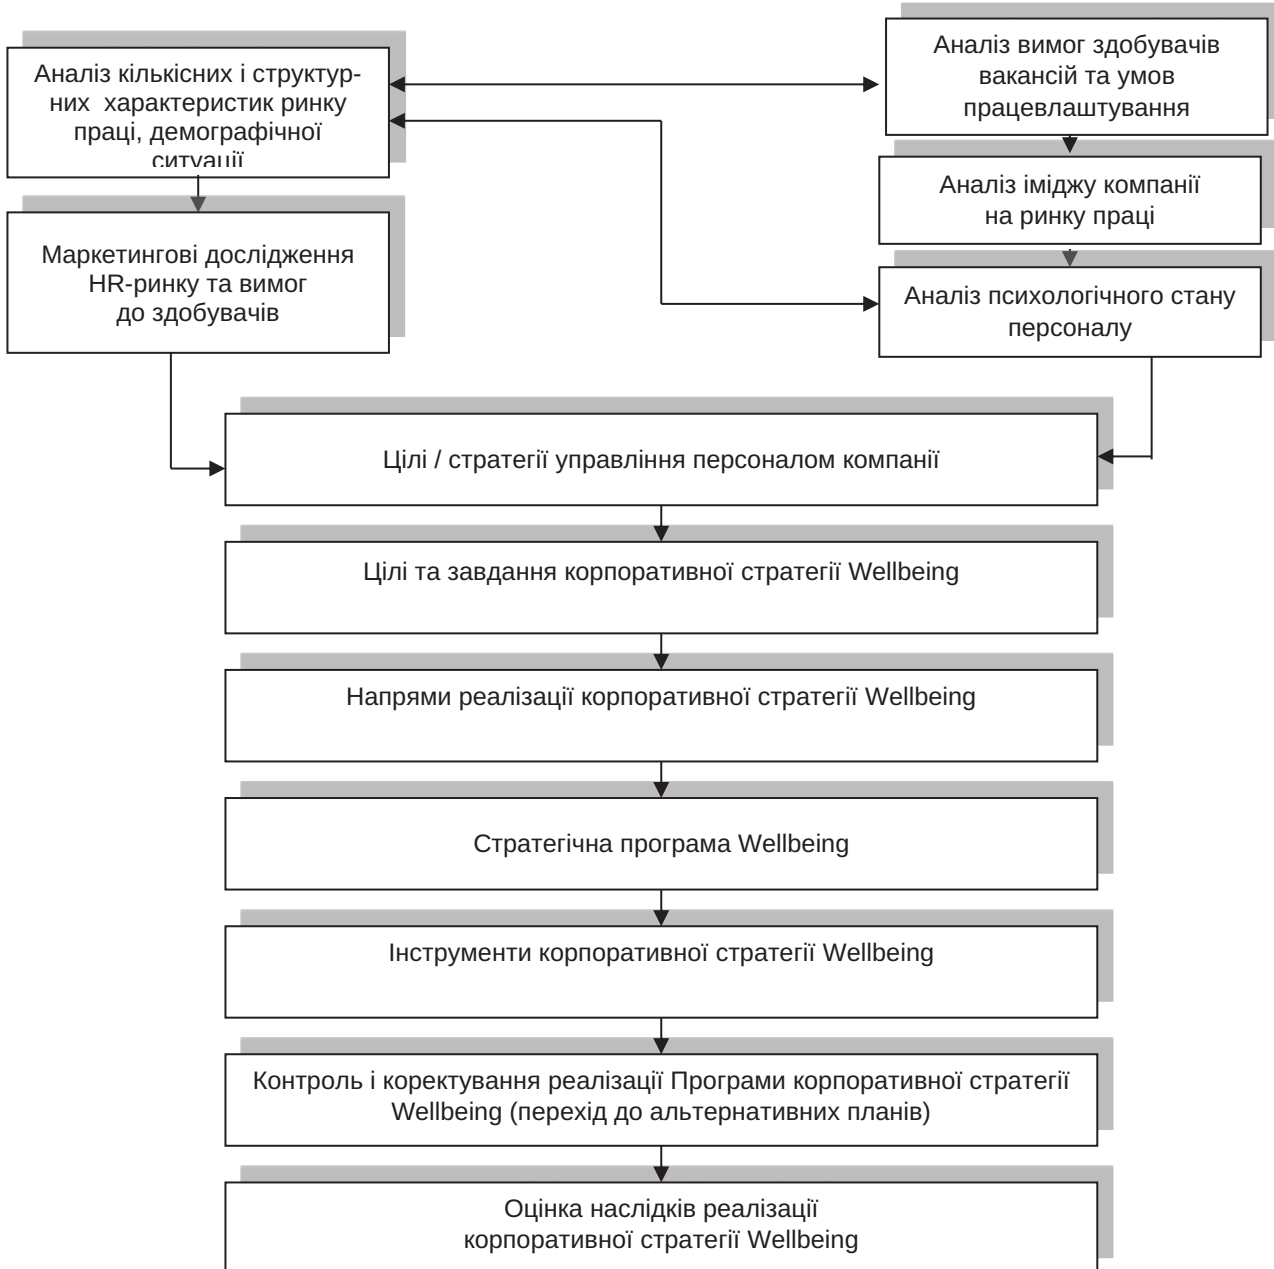 Аналіз кількісних і структур-
них характеристик ринку
праці, демографічної
ситуації
Маркетингові дослідження
HR-ринку та вимог
до здобувачів
Аналіз вимог здобувачів
вакансій та умов
працевлаштування
Аналіз іміджу компанії
на ринку праці
Аналіз психологічного стану
персоналу
Цілі / стратегії управління персоналом компанії
Цілі та завдання корпоративної стратегії Wellbeing
Напрями реалізації корпоративної стратегії Wellbeing
Стратегічна програма Wellbeing
Інструменти корпоративної стратегії Wellbeing
Контроль і коректування реалізації Програми корпоративної стратегії
Wellbeing (перехід до альтернативних планів)
Оцінка наслідків реалізації
корпоративної стратегії Wellbeing